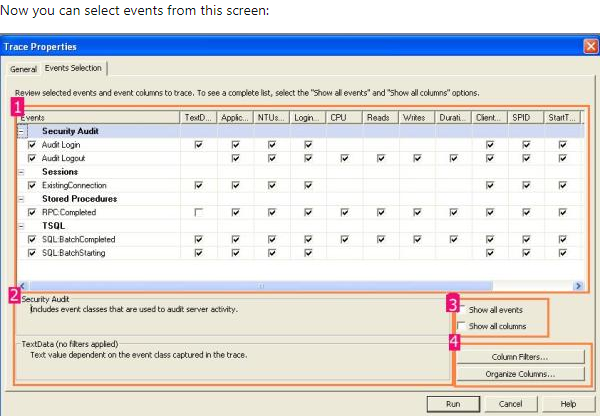 Now you can select events from this screen:
Trace Properties
General Events Selection
Review selected events and event columns to trace. To see a complete list, select the "Show all events" and "Show all columns" options.
1
Events TextD... Applic... NTUs... Login... CPU Reads Writes Durati... Client... SPID StartT...
Security Audit
Audit Login
Audit Logout
Sessions
ExistingConnection
Stored Procedures
RPC:Completed
TSQL
SQL:BatchCompleted
SQL:BatchStarting
2
Security Audit
Includes event classes that are used to audit server activity.
3
Show all events
Show all columns
TextData (no filters applied)
Text value dependent on the event class captured in the trace.
4
Column Filters...
Organize Columns...
Run Cancel Help